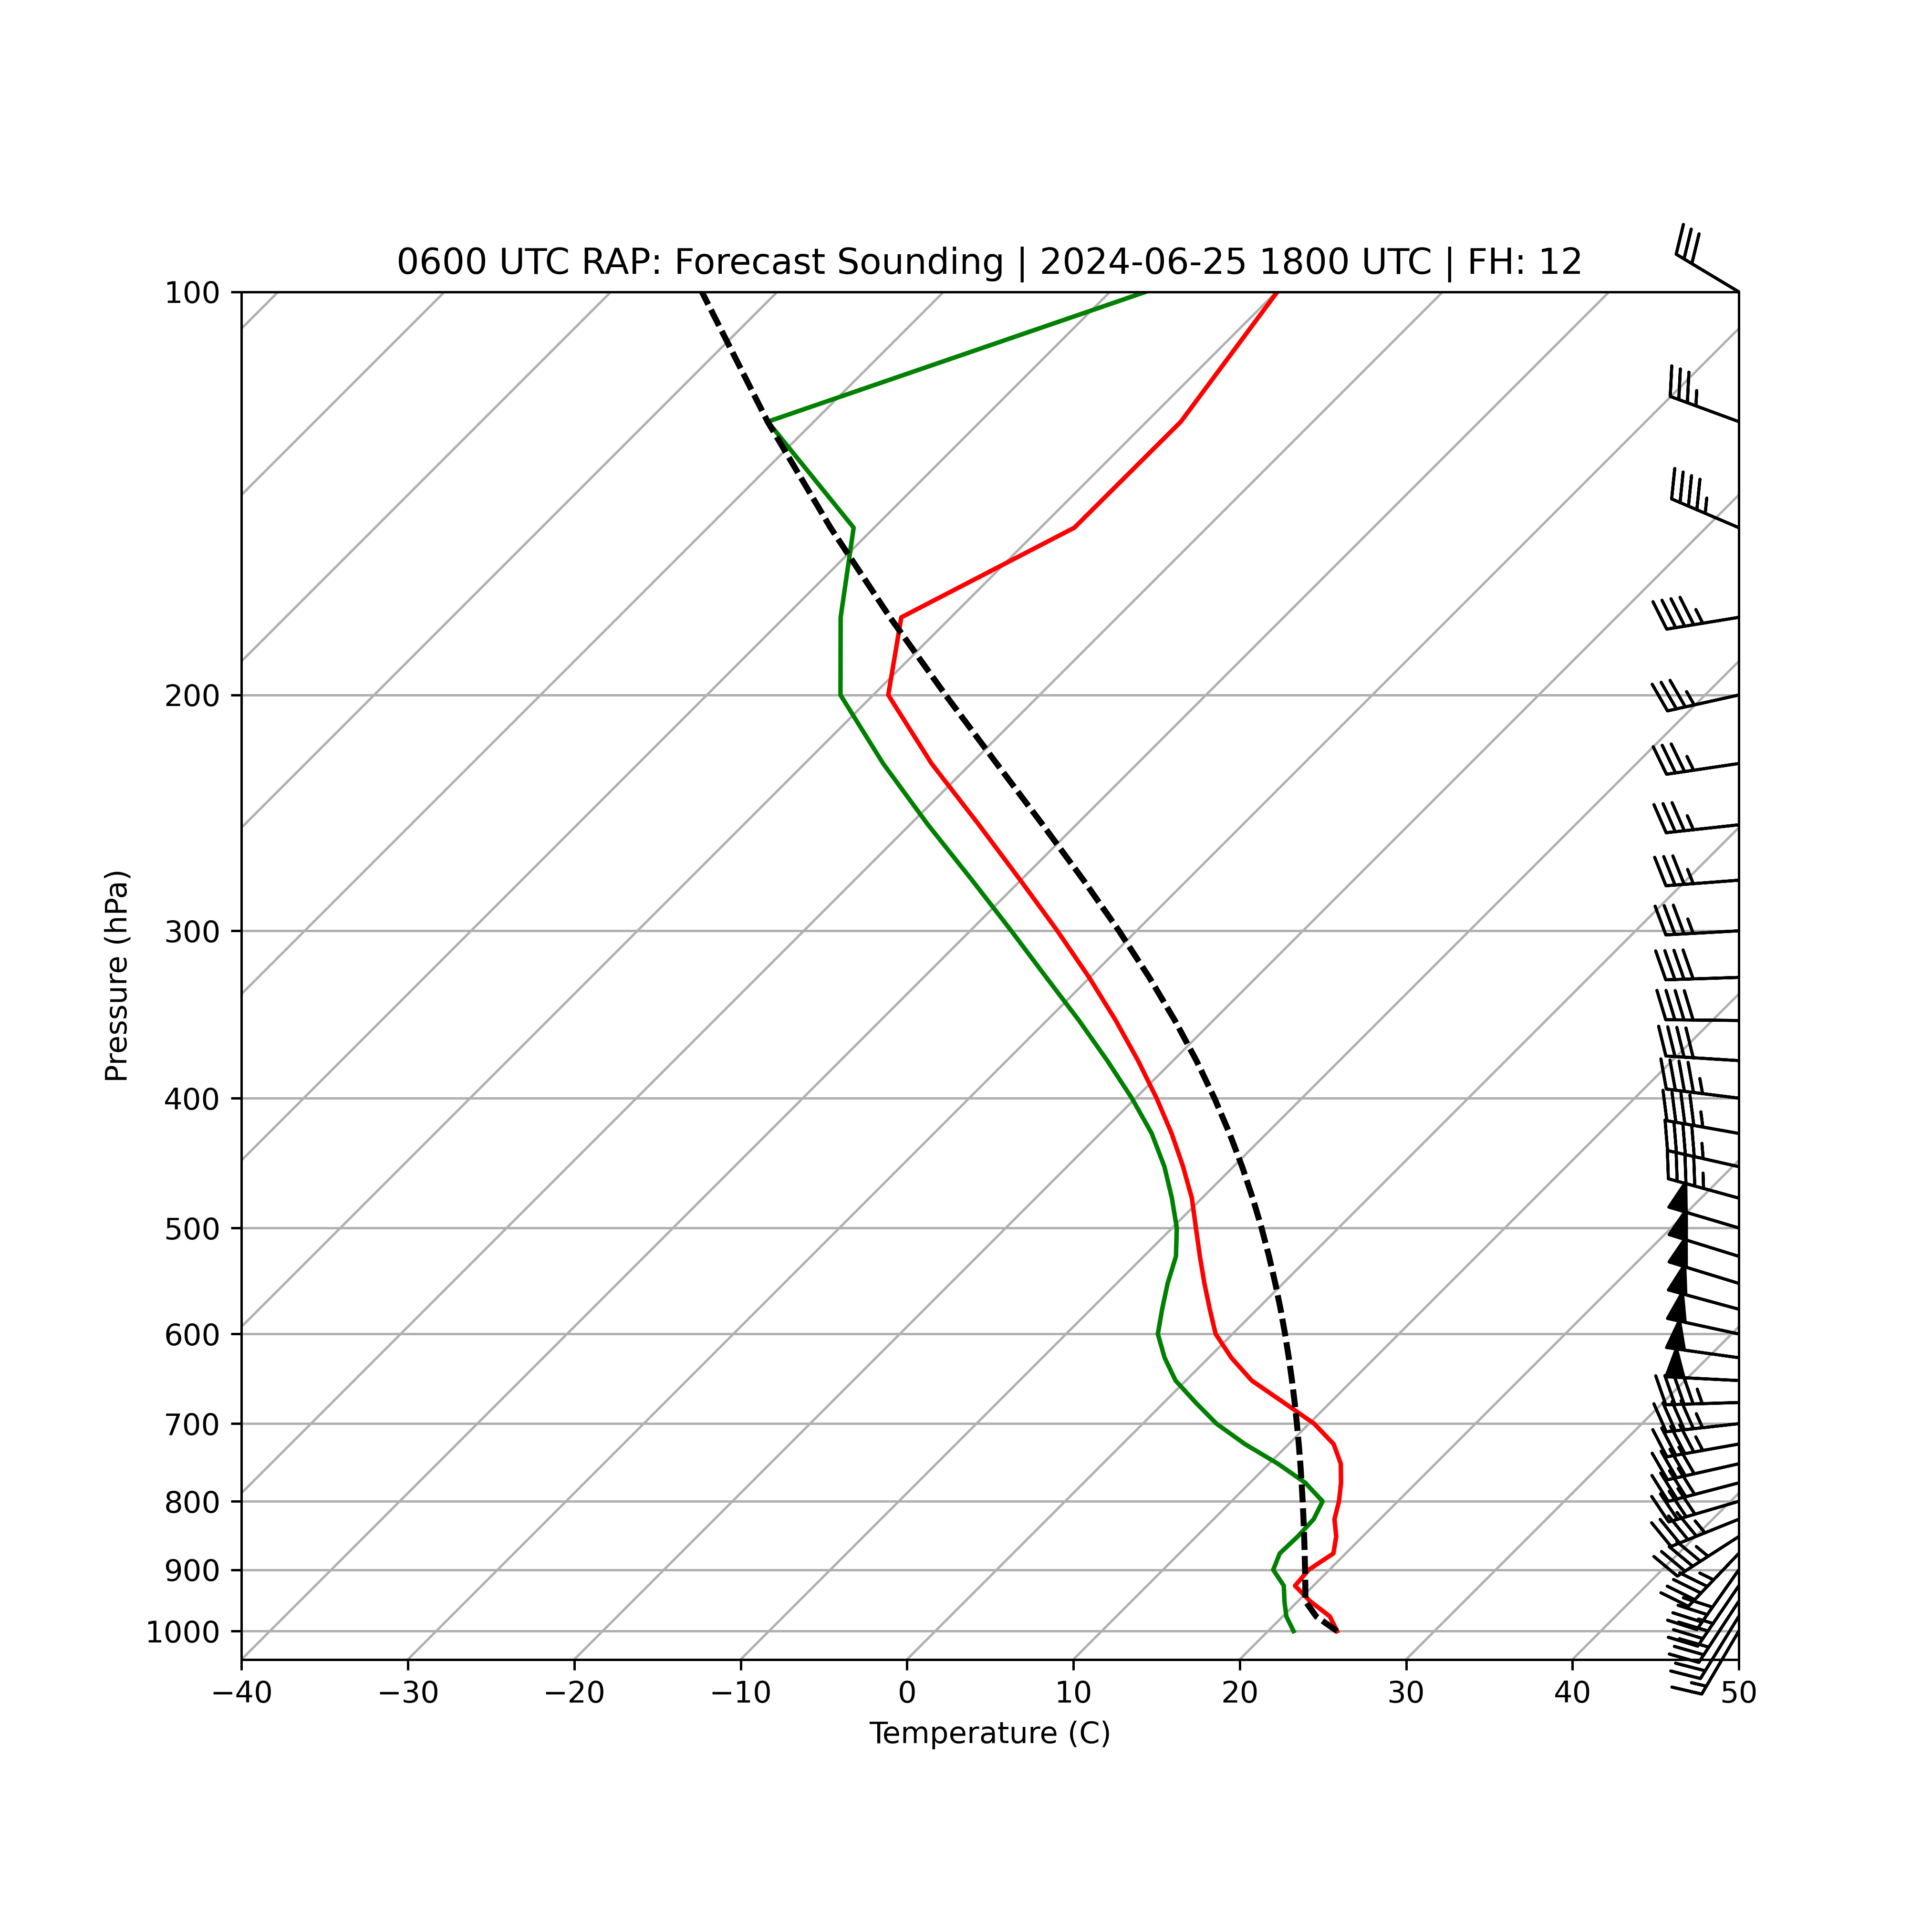 0600 UTC RAP: Forecast Sounding | 2024-06-25 1800 UTC | FH: 12
100
200
300
400
500
600
700
800
900
1000
Pressure (hPa)
−40 −30 −20 −10 0 10 20 30 40 50
Temperature (C)